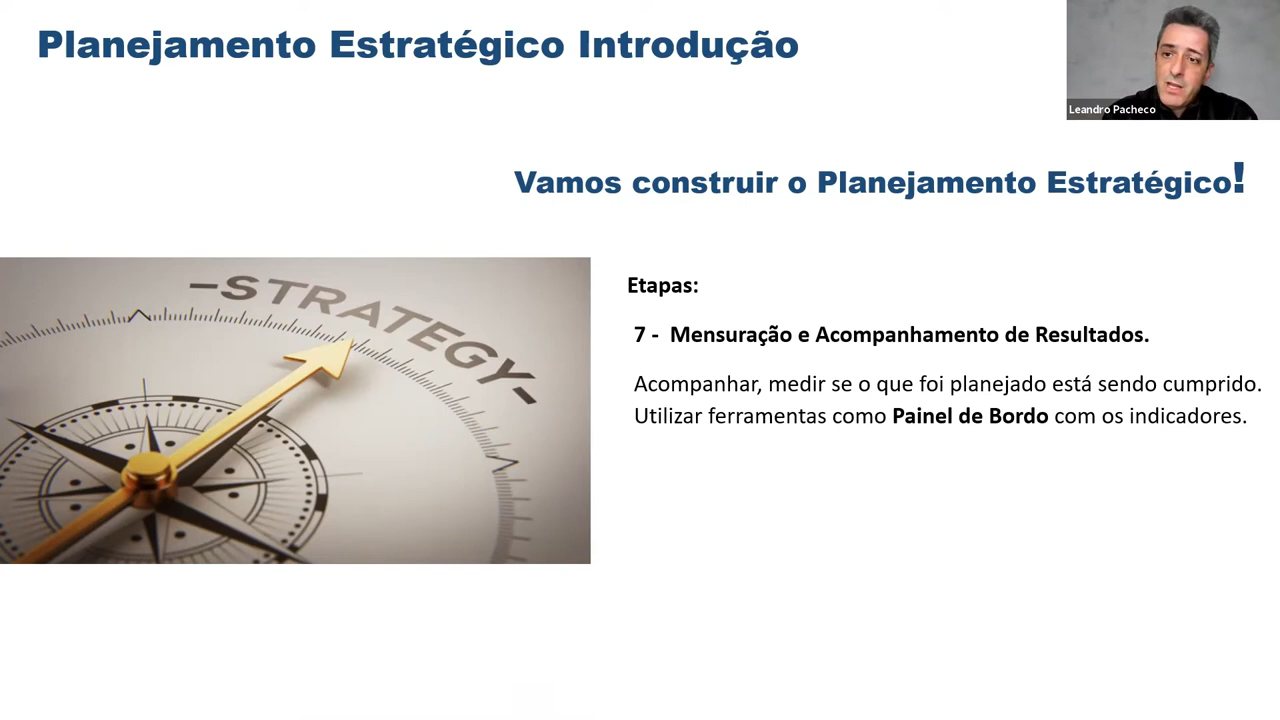 Planejamento Estratégico Introdução
Leandro Pacheco
Vamos construir o Planejamento Estratégico!
-STRATEGY-
Etapas:
7 - Mensuração e Acompanhamento de Resultados.
Acompanhar, medir se o que foi planejado está sendo cumprido.
Utilizar ferramentas como Painel de Bordo com os indicadores.